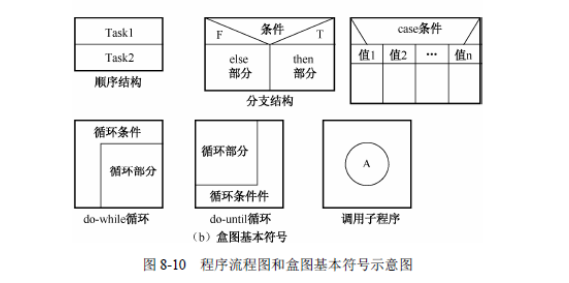 Task1
Task2
顺序结构
条件
F
T
else
部分
then
部分
分支结构
case条件
值1 值2 … 值n
循环条件
循环部分
do-while循环
循环部分
循环条件件
do-until循环
A
调用子程序
（b）盒图基本符号
图 8-10 程序流程图和盒图基本符号示意图